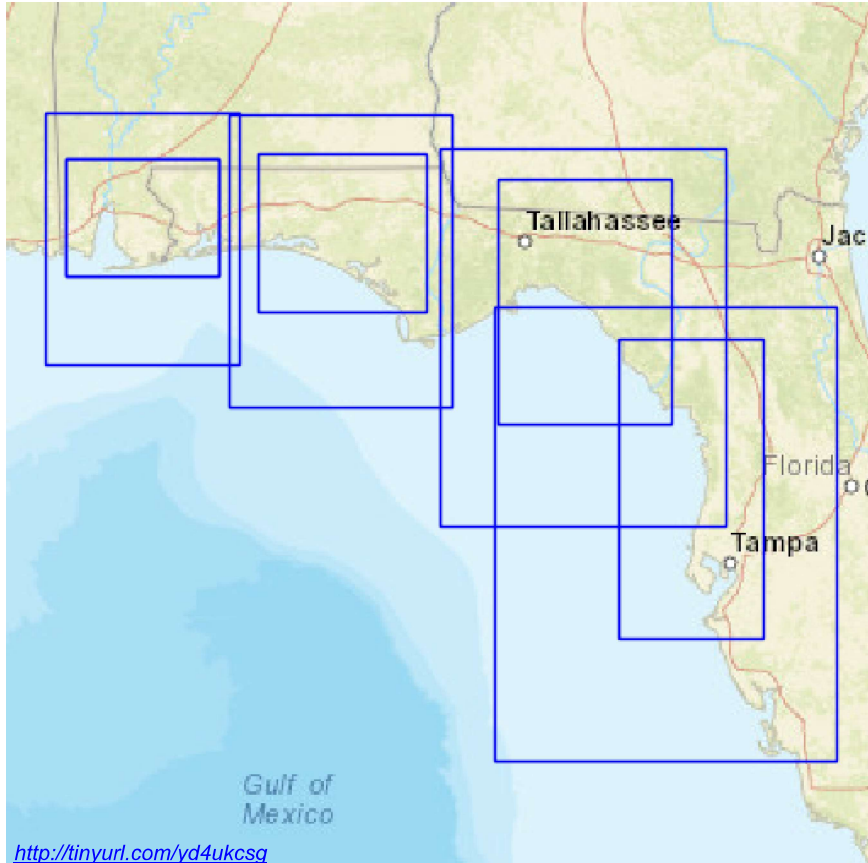 Tallahassee
Jac
Florida
Tampa
Gulf of
Mexico
http://tinyurl.com/yd4ukcsg